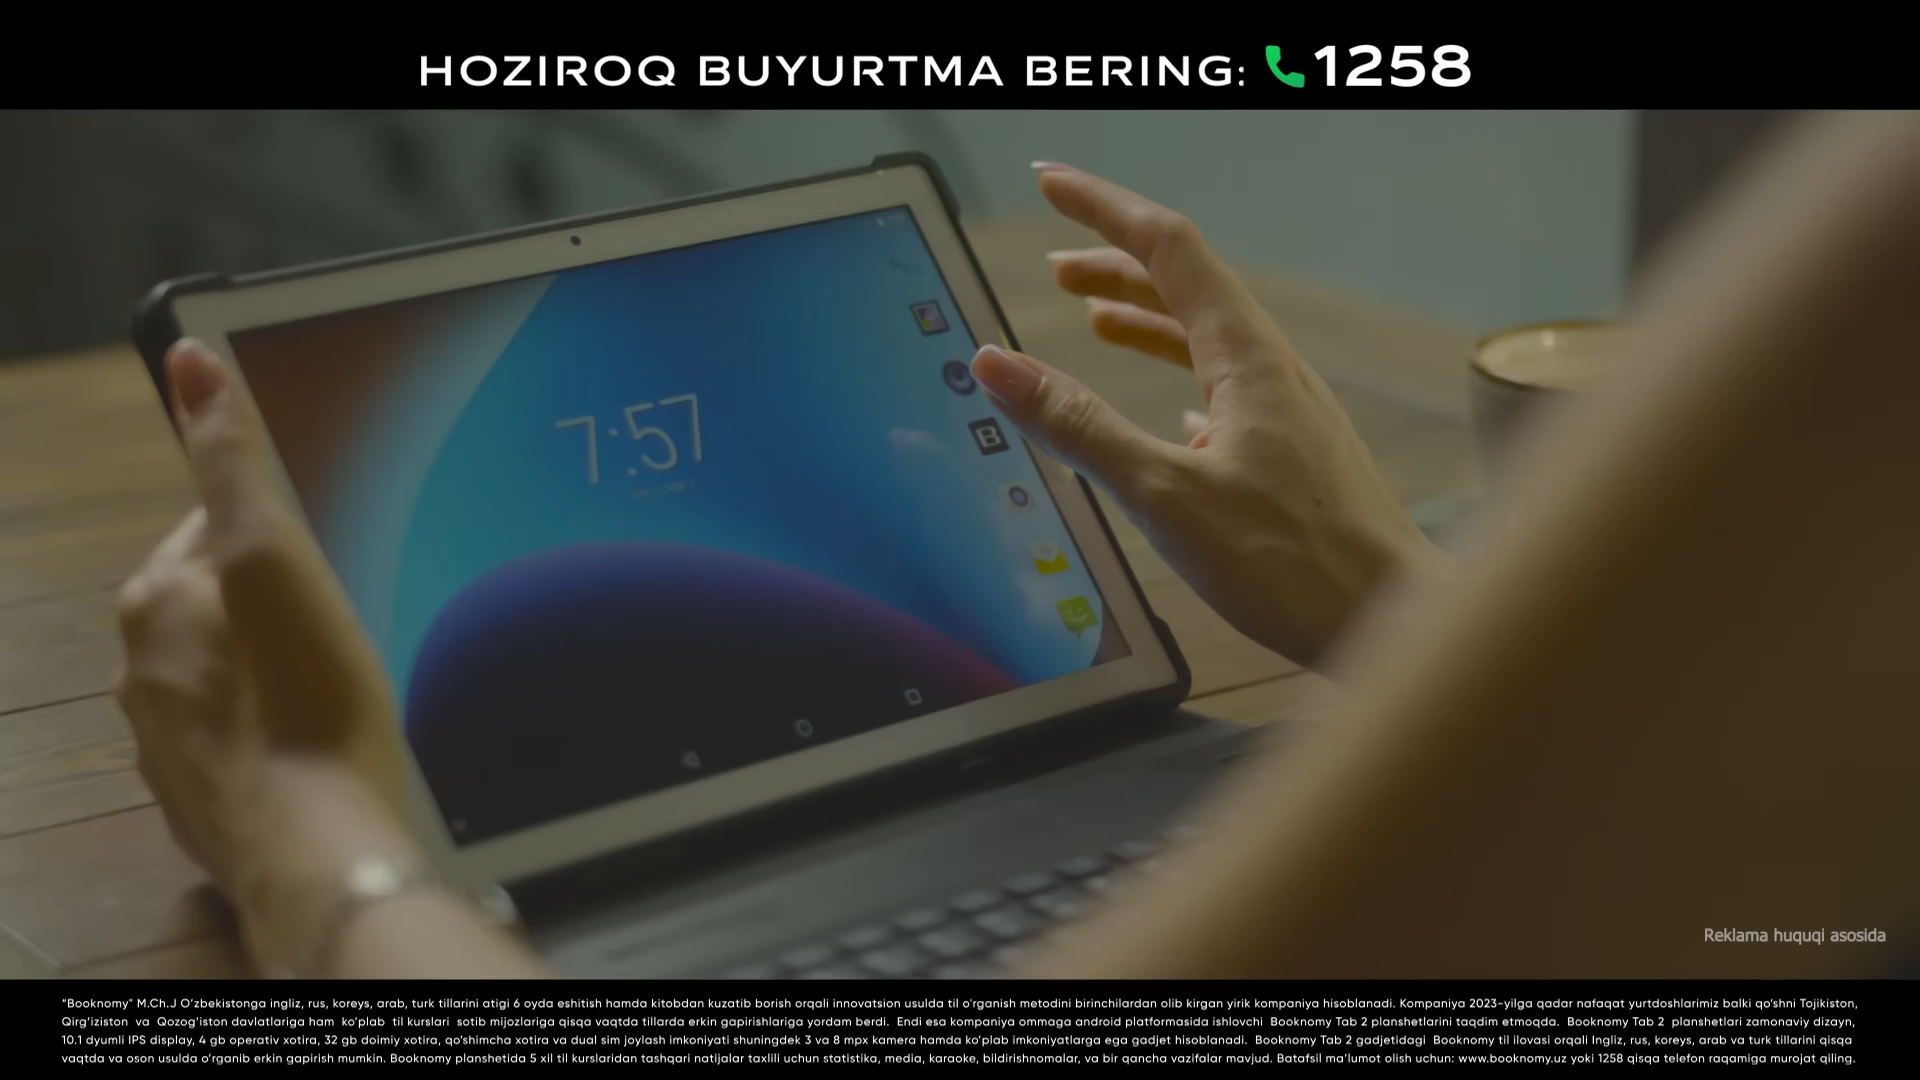 HOZIROQ BUYURTMA BERING: 1258
7:57
B
Reklama huquqi asosida
"Booknomy" M.Ch.J O'zbekistonga ingliz, rus, koreys, arab, turk tillarini atigi 6 oyda eshitish hamda kitobdan kuzatib borish orqali innovatsion usulda til o'rganish metodini birinchilardan olib kirgan yirik kompaniya hisoblanadi. Kompaniya 2023-yilga qadar nafaqat yurtdoshlarimiz balki qo'shni Tojikiston,
Qirg'iziston va Qozog'iston davlatlariga ham ko'plab til kurslari sotib mijozlariga qisqa vaqtda tillarda erkin gapirishlariga yordam berdi. Endi esa kompaniya ommaga android platformasida ishlovchi Booknomy Tab 2 planshetlarini taqdim etmoqda. Booknomy Tab 2 planshetlari zamonaviy dizayn,
10.1 dyumli IPS display, 4 gb operativ xotira, 32 gb doimiy xotira, qo'shimcha xotira va dual sim joylash imkoniyati shuningdek 3 va 8 mpx kamera hamda ko'plab imkoniyatlarga ega gadjet hisoblanadi. Booknomy Tab 2 gadjetidagi Booknomy til ilovasi orqali Ingliz, rus, koreys, arab va turk tillarini qisqa
vaqtda va oson usulda o'rganib erkin gapirish mumkin. Booknomy planshetida 5 xil til kurslaridan tashqari natijalar taxlili uchun statistika, media, karaoke, bildirishnomalar, va bir qancha vazifalar mavjud. Batafsil ma'lumot olish uchun: www.booknomy.uz yoki 1258 qisqa telefon raqamiga murojat qiling.